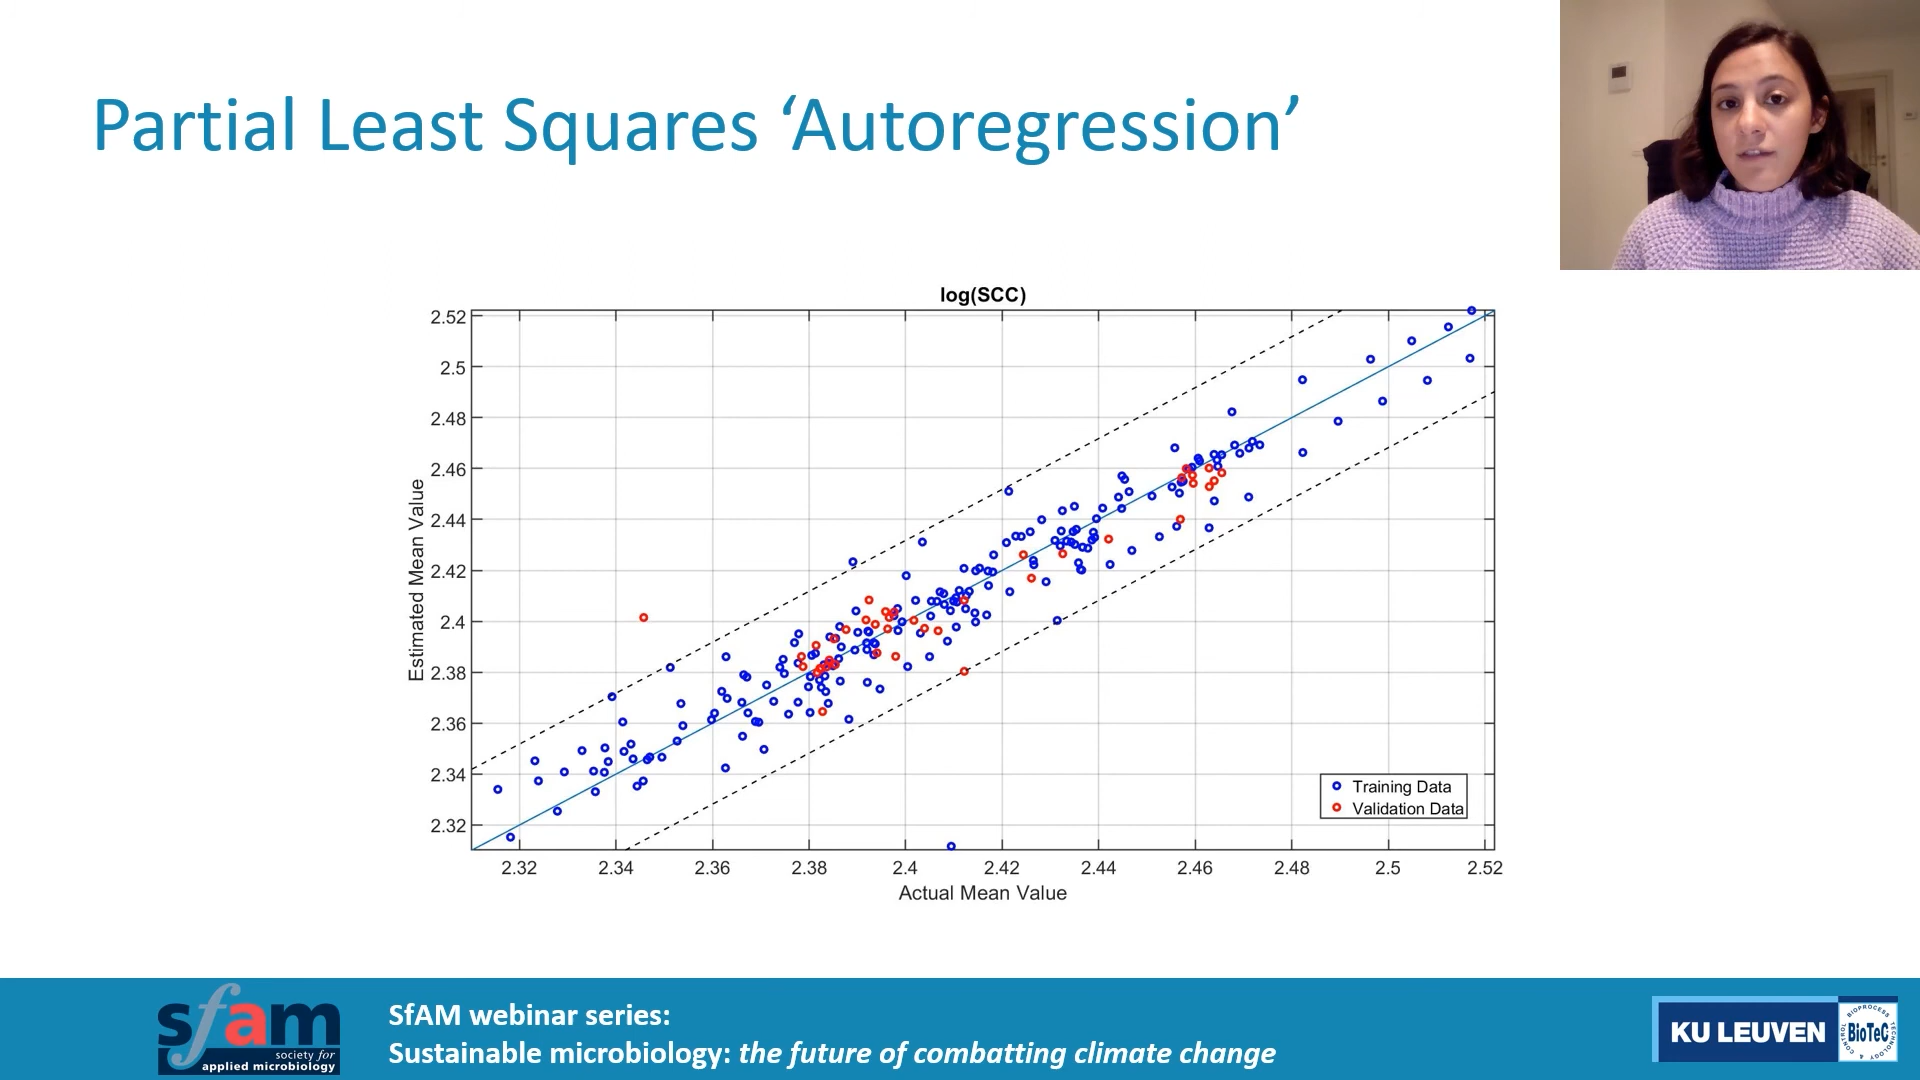 Partial Least Squares ‘Autoregression’
log(SCC)
Estimated Mean Value
2.52
2.5
2.48
2.46
2.44
2.42
2.4
2.38
2.36
2.34
2.32
2.32
2.34
2.36
2.38
2.4
2.42
2.44
2.46
2.48
2.5
2.52
Actual Mean Value
Training Data
Validation Data
sfam
society for
applied microbiology
SfAM webinar series:
Sustainable microbiology: the future of combatting climate change
KU LEUVEN
BIOPROCESS
TECHNOLOGY & CONTROL
BioTeC